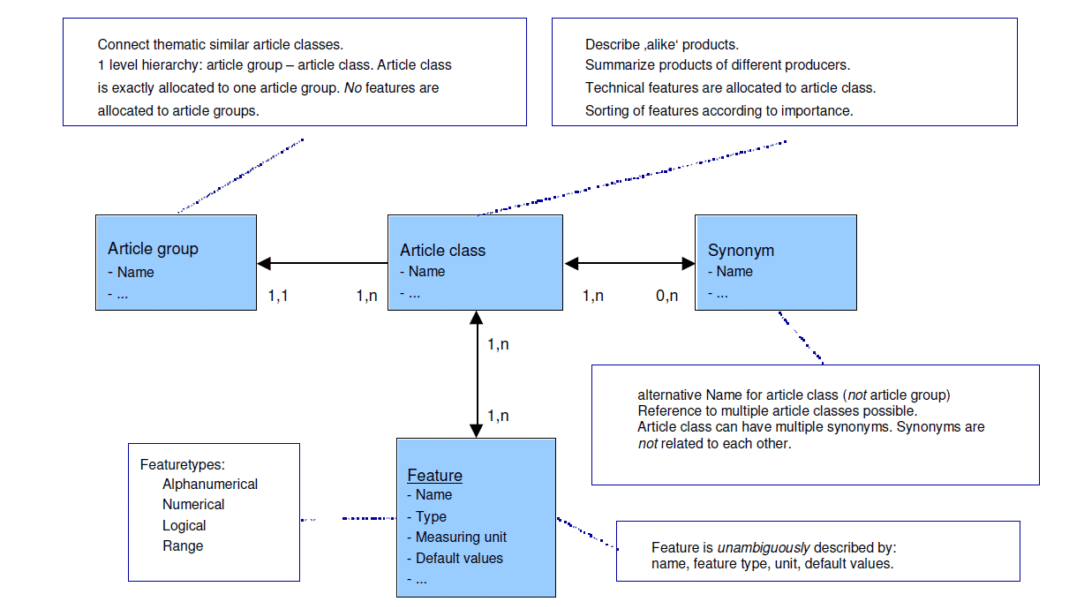 Connect thematic similar article classes.
1 level hierarchy: article group – article class. Article class
is exactly allocated to one article group. No features are
allocated to article groups.
Describe ‚alike‘ products.
Summarize products of different producers.
Technical features are allocated to article class.
Sorting of features according to importance.
Article group
- Name
- ...
1,1
1,n
Article class
- Name
- ...
1,n
0,n
Synonym
- Name
- ...
1,n
1,n
alternative Name for article class (not article group)
Reference to multiple article classes possible.
Article class can have multiple synonyms. Synonyms are
not related to each other.
Featuretypes:
Alphanumerical
Numerical
Logical
Range
Feature
- Name
- Type
- Measuring unit
- Default values
- ...
Feature is unambiguously described by:
name, feature type, unit, default values.